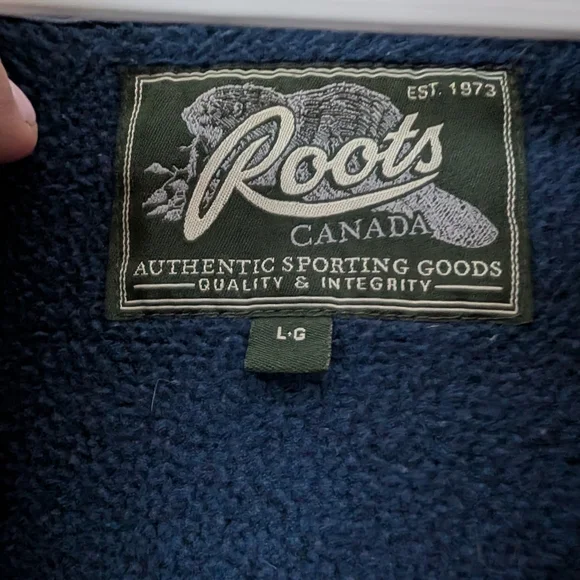 EST. 1973
Roots
CANADA
AUTHENTIC SPORTING GOODS
QUALITY & INTEGRITY
L•G